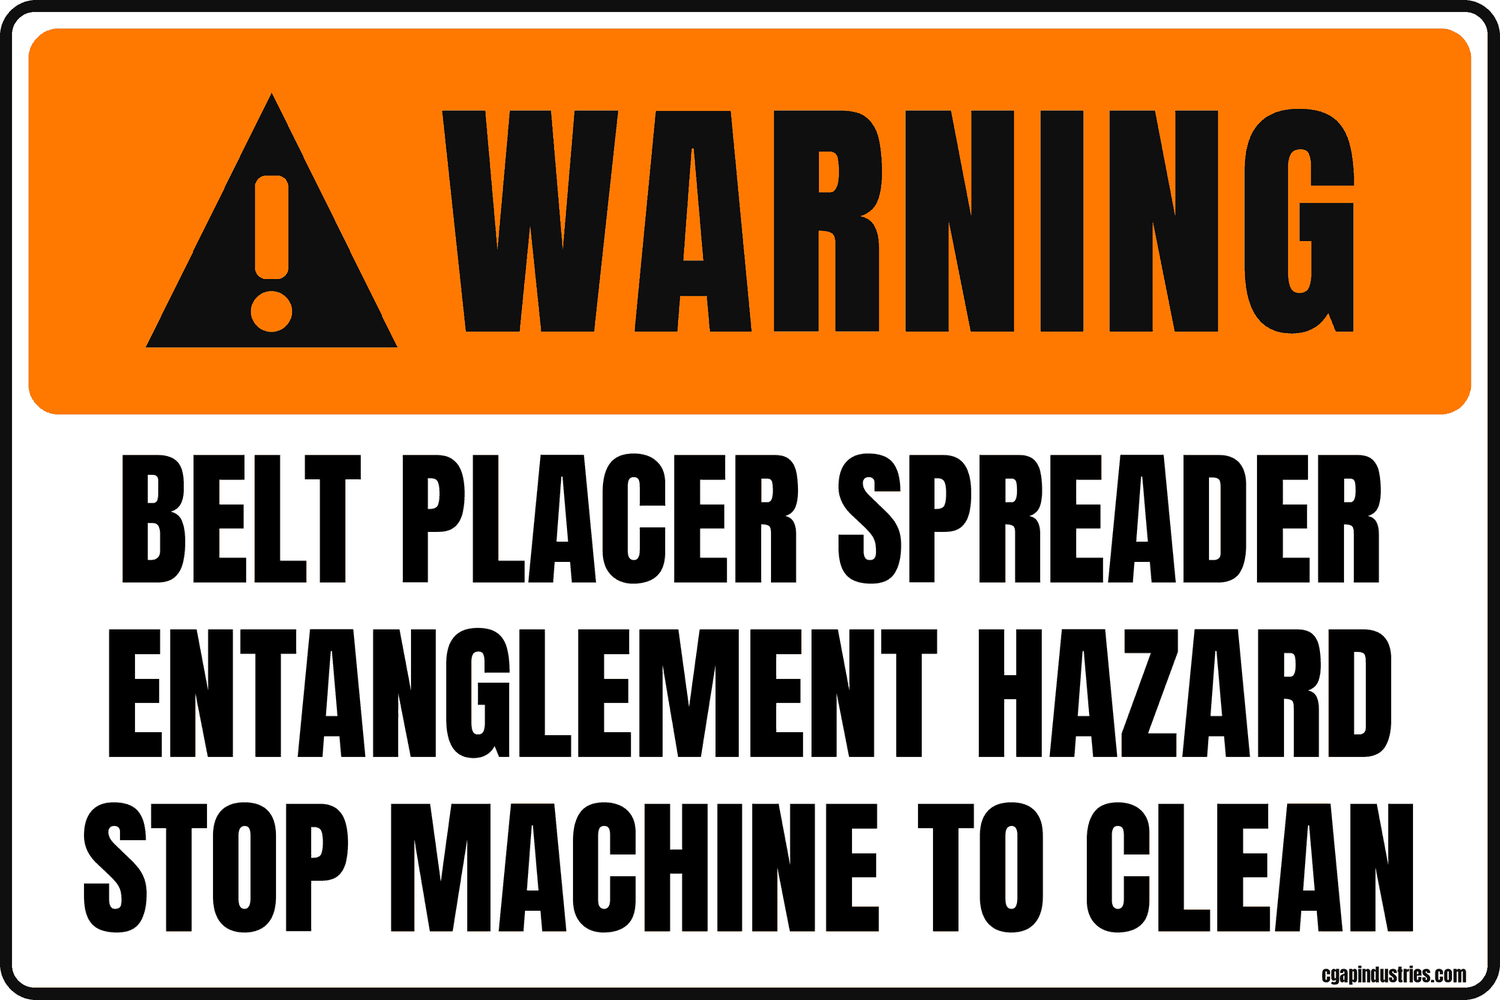 WARNING
BELT PLACER SPREADER
ENTANGLEMENT HAZARD
STOP MACHINE TO CLEAN
cgapindustries.com